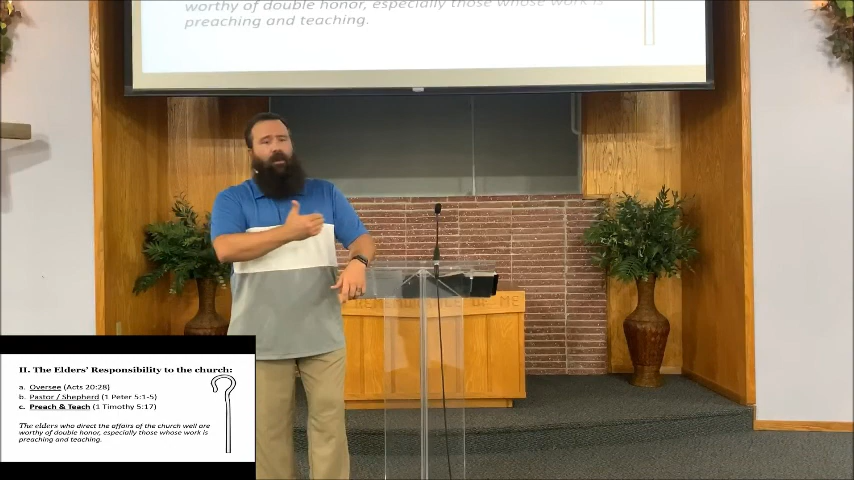 worthy of double honor, especially those whose work is
preaching and teaching.
REMEMBRANCE OF ME
II. The Elders' Responsibility to the church:
a. Oversee (Acts 20:28)
b. Pastor / Shepherd (1 Peter 5:1-5)
c. Preach & Teach (1 Timothy 5:17)
The elders who direct the affairs of the church well are
worthy of double honor, especially those whose work is
preaching and teaching.